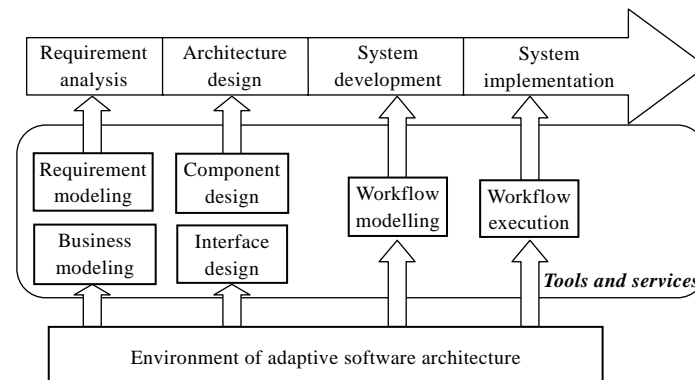 Requirement
analysis
Architecture
design
System
development
System
implementation
Requirement
modeling
Component
design
Workflow
modelling
Workflow
execution
Business
modeling
Interface
design
Tools and services
Environment of adaptive software architecture